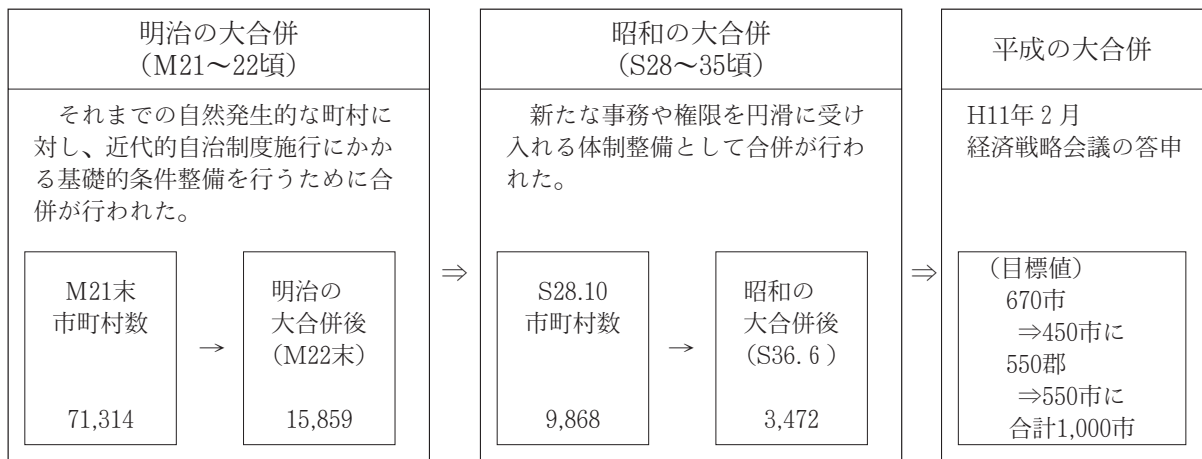 明治の大合併
（M21～22頃）
それまでの自然発生的な町村に
対し、近代的自治制度施行にかか
る基礎的条件整備を行うために合
併が行われた。
M21末
市町村数
71,314
→
明治の
大合併後
（M22末）
15,859
⇒
昭和の大合併
（S28～35頃）
新たな事務や権限を円滑に受け
入れる体制整備として合併が行わ
れた。
S28.10
市町村数
9,868
→
昭和の
大合併後
（S36.6）
3,472
⇒
平成の大合併
H11年2月
経済戦略会議の答申
（目標値）
670市
⇒450市に
550郡
⇒550市に
合計1,000市